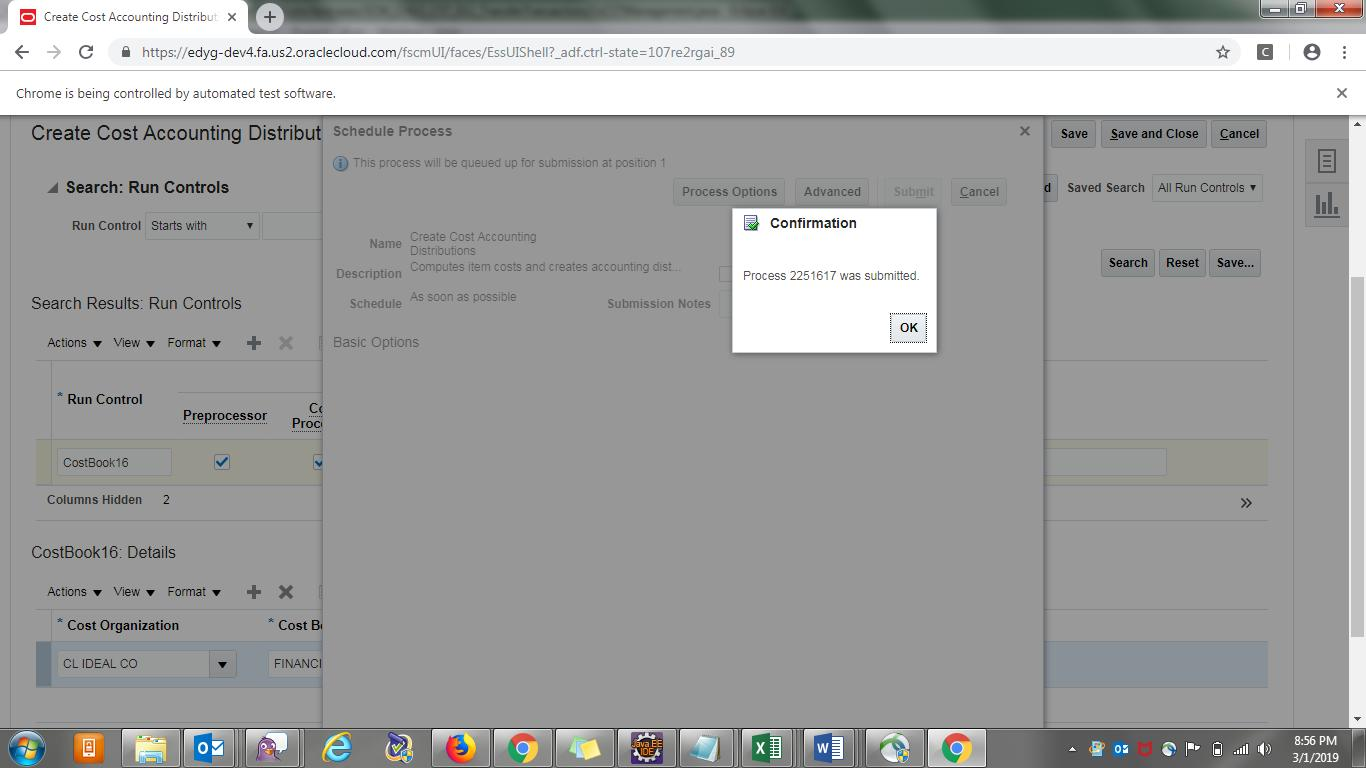 Create Cost Accounting Distribut
https://edyg-dev4.fa.us2.oraclecloud.com/fscmUI/faces/EssUIShell?_adf.ctrl-state=107re2rgai_89
C
Chrome is being controlled by automated test software.
Create Cost Accounting Distribut
Save
Save and Close
Cancel
Search: Run Controls
d
Saved Search
All Run Controls
Run Control
Starts with
Search
Reset
Save...
Schedule Process
This process will be queued up for submission at position 1
Process Options
Advanced
Submit
Cancel
Name
Create Cost Accounting
Distributions
Description
Computes item costs and creates accounting dist...
Schedule
As soon as possible
Submission Notes
Basic Options
Confirmation
Process 2251617 was submitted.
OK
Search Results: Run Controls
Actions
View
Format
* Run Control
Preprocessor
Co
Proce
CostBook16
Columns Hidden 2
CostBook16: Details
Actions
View
Format
* Cost Organization
* Cost Bo
CL IDEAL CO
FINANCI
Java EE
IDE
8:56 PM
3/1/2019